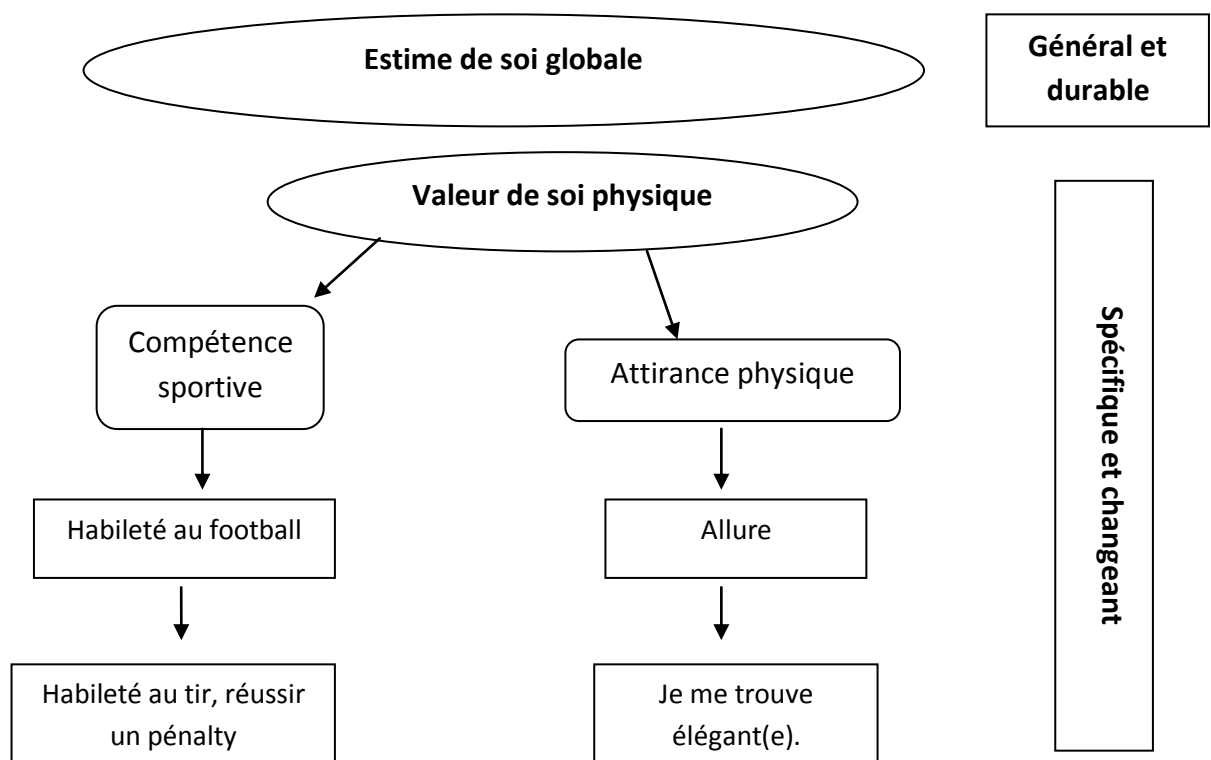 Estime de soi globale
Général et
durable
Valeur de soi physique
Compétence
sportive
Attirance physique
Spécifique et changeant
Habileté au football
Allure
Habileté au tir, réussir
un pénalty
Je me trouve
élégant(e).